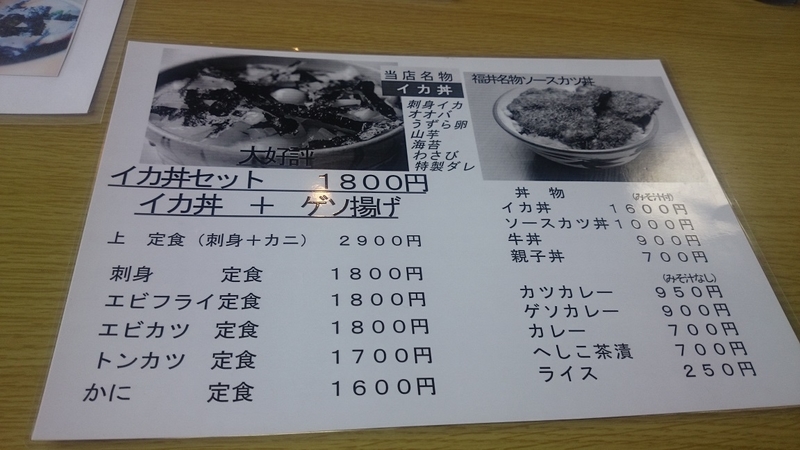 当店名物
イカ丼
刺身イカ
オオバ
うずら卵
山芋
海苔
わさび
特製ダレ
大好評
イカ丼セット 1800円
イカ丼 + ゲソ揚げ
上 定食(刺身+カニ) 2900円
刺身 定食 1800円
エビフライ定食 1800円
エビカツ 定食 1800円
トンカツ 定食 1700円
かに 定食 1600円
福井名物ソースカツ丼
丼 物 (みそ汁付)
イカ丼 1600円
ソースカツ丼1000円
牛丼 900円
親子丼 700円
(みそ汁なし)
カツカレー 950円
ゲソカレー 900円
カレー 700円
へしこ茶漬 700円
ライス 250円